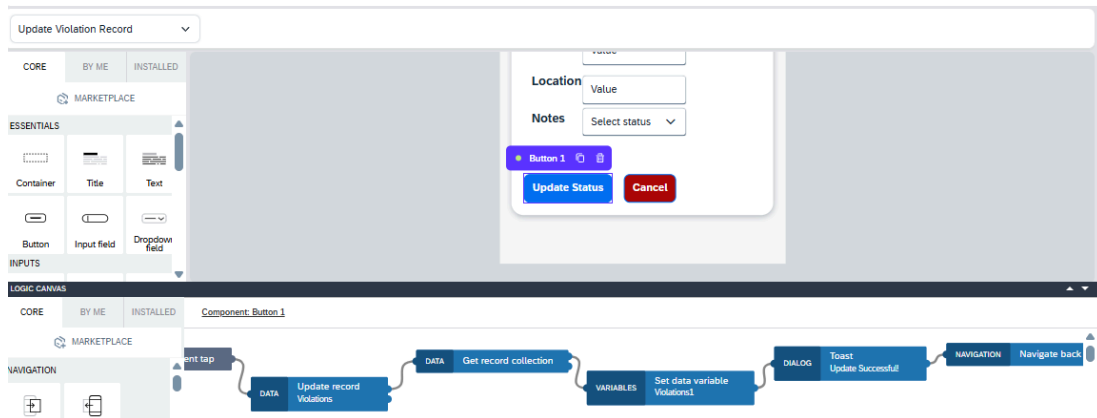 Update Violation Record
CORE BY ME INSTALLED
MARKETPLACE
ESSENTIALS
Container Title Text
Button Input field Dropdown field
INPUTS
Location Value
Notes Select status
Button 1
Update Status Cancel
LOGIC CANVAS
CORE BY ME INSTALLED
Component: Button 1
MARKETPLACE
NAVIGATION
ent tap
DATA Update record
Violations
DATA Get record collection
VARIABLES Set data variable
Violations1
DIALOG Toast
Update Successful!
NAVIGATION Navigate back